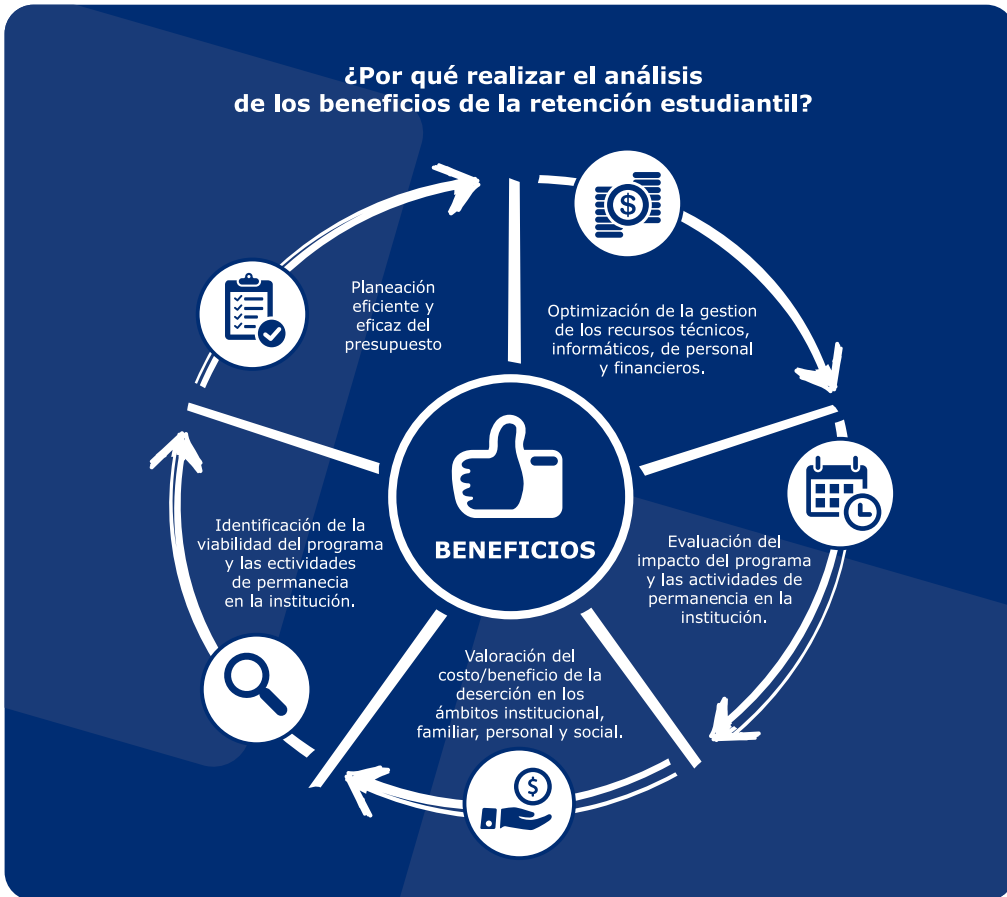 ¿Por qué realizar el análisis
de los beneficios de la retención estudiantil?
Optimización de la gestion
de los recursos técnicos,
informáticos, de personal
y financieros.
Evaluación del
impacto del programa
y las actividades de
permanencia en la
institución.
Valoración del
costo/beneficio de la
deserción en los
ámbitos institucional,
familiar, personal y social.
Identificación de la
viabilidad del programa
y las ectividades
de permanecia
en la institución.
Planeación
eficiente y
eficaz del
presupuesto
BENEFICIOS
$
$